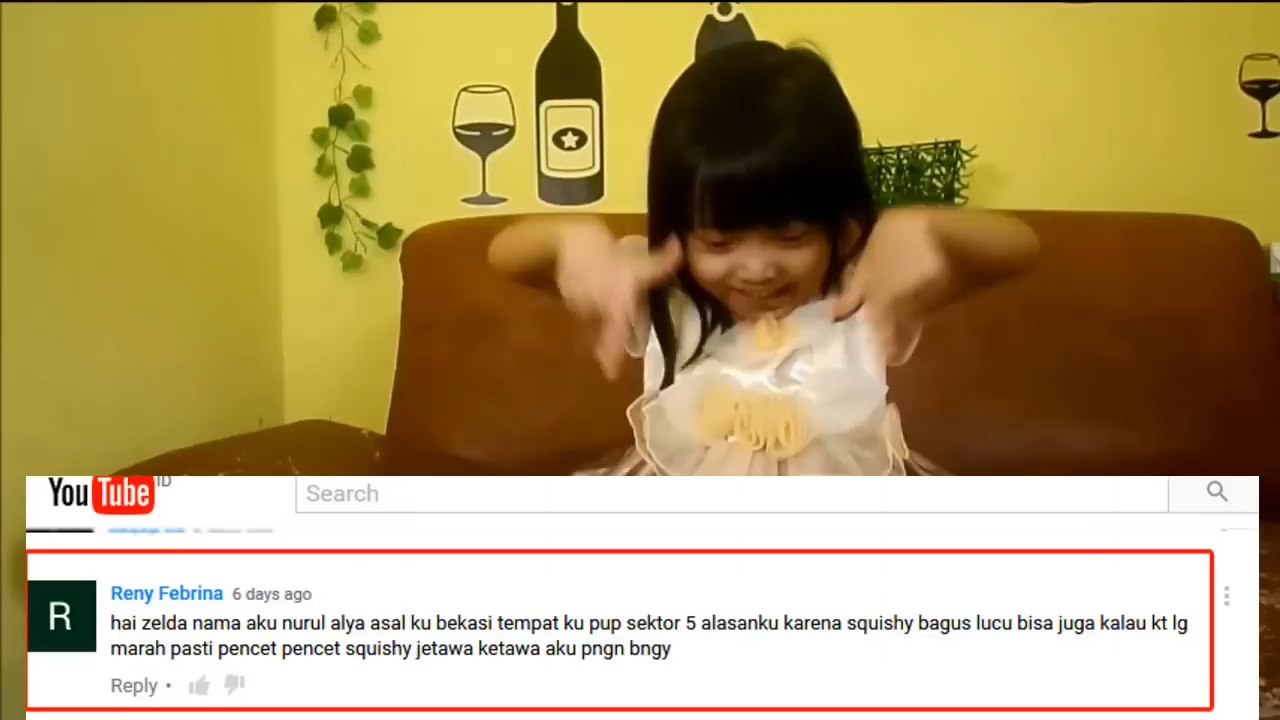 YouTube ID
Search
R
Reny Febrina 6 days ago
hai zelda nama aku nurul alya asal ku bekasi tempat ku pup sektor 5 alasanku karena squishy bagus lucu bisa juga kalau kt lg
marah pasti pencet pencet squishy jetawa ketawa aku pngn bngy
Reply •